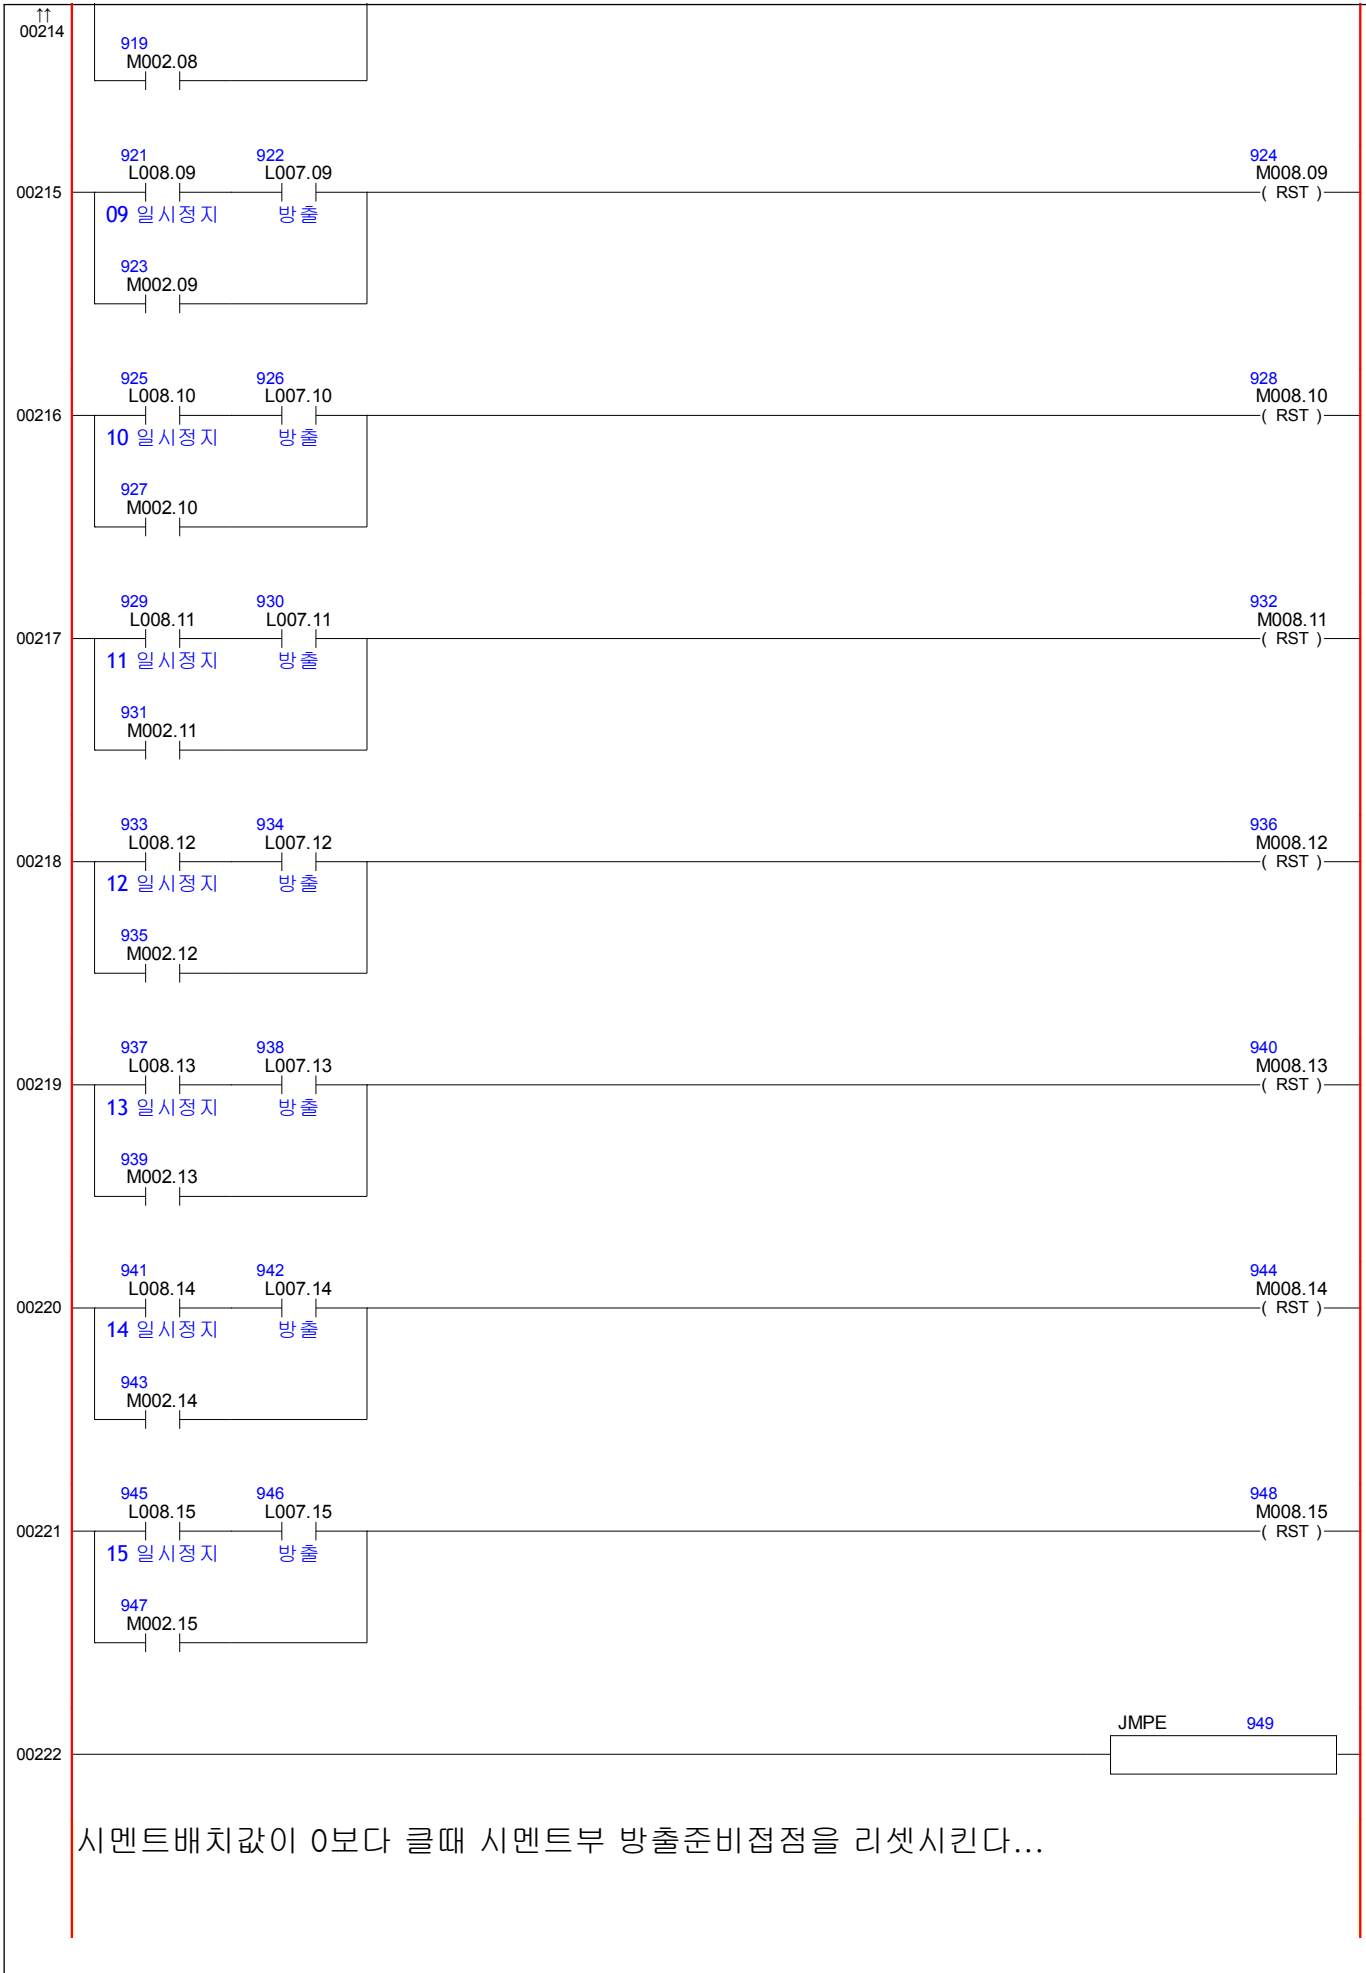 ↑↑
00214
919
M002.08
921 922 924
L008.09 L007.09 M008.09
00215 ( RST )
09 일시정지 방출
923
M002.09
925 926 928
L008.10 L007.10 M008.10
00216 ( RST )
10 일시정지 방출
927
M002.10
929 930 932
L008.11 L007.11 M008.11
00217 ( RST )
11 일시정지 방출
931
M002.11
933 934 936
L008.12 L007.12 M008.12
00218 ( RST )
12 일시정지 방출
935
M002.12
937 938 940
L008.13 L007.13 M008.13
00219 ( RST )
13 일시정지 방출
939
M002.13
941 942 944
L008.14 L007.14 M008.14
00220 ( RST )
14 일시정지 방출
943
M002.14
945 946 948
L008.15 L007.15 M008.15
00221 ( RST )
15 일시정지 방출
947
M002.15
JMPE 949
00222
시멘트배치값이 0보다 클때 시멘트부 방출준비접점을 리셋시킨다...